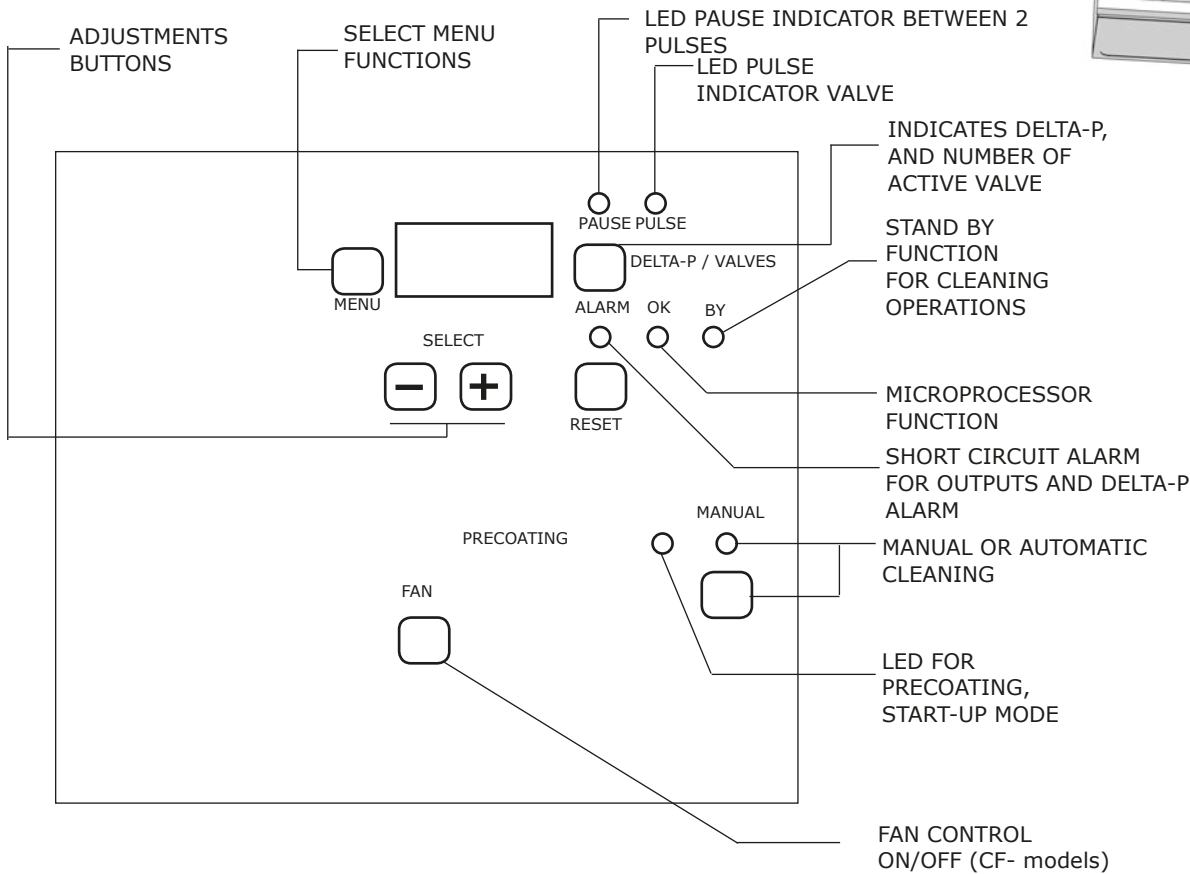 ADJUSTMENTS
BUTTONS
SELECT MENU
FUNCTIONS
LED PAUSE INDICATOR BETWEEN 2
PULSES
LED PULSE
INDICATOR VALVE
INDICATES DELTA-P,
AND NUMBER OF
ACTIVE VALVE
STAND BY
FUNCTION
FOR CLEANING
OPERATIONS
PAUSE PULSE
DELTA-P / VALVES
MENU
ALARM OK BY
SELECT
− +
RESET
MICROPROCESSOR
FUNCTION
SHORT CIRCUIT ALARM
FOR OUTPUTS AND DELTA-P
ALARM
MANUAL
PRECOATING
MANUAL OR AUTOMATIC
CLEANING
FAN
LED FOR
PRECOATING,
START-UP MODE
FAN CONTROL
ON/OFF (CF- models)